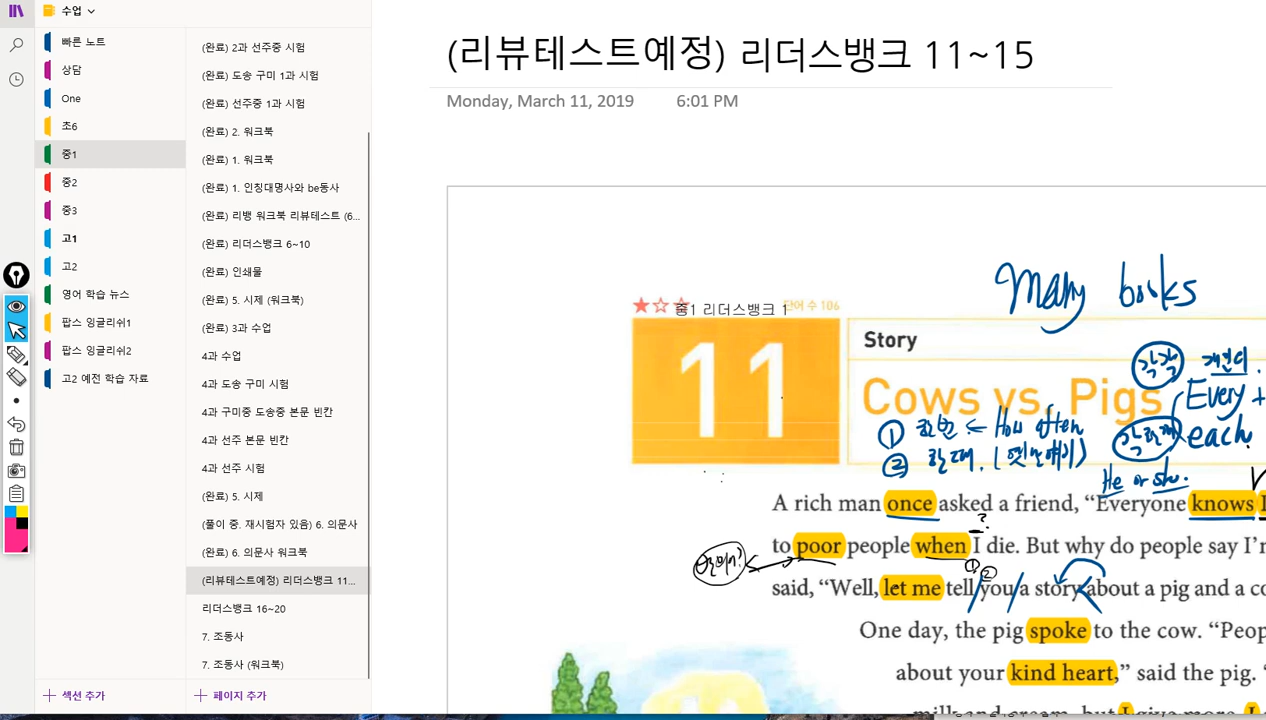 수업
빠른 노트
상담
One
초6
중1
중2
중3
고1
고2
영어 학습 뉴스
팝스 잉글리쉬1
팝스 잉글리쉬2
고2 예전 학습 자료
섹션 추가
(완료) 2과 선주중 시험
(완료) 도송 구미 1과 시험
(완료) 선주중 1과 시험
(완료) 2. 워크북
(완료) 1. 워크북
(완료) 1. 인칭대명사와 be동사
(완료) 리뱅 워크북 리뷰테스트 (6...
(완료) 리더스뱅크 6~10
(완료) 인쇄물
(완료) 5. 시제 (워크북)
(완료) 3과 수업
4과 수업
4과 도송 구미 시험
4과 구미중 도송중 본문 빈칸
4과 선주 본문 빈칸
4과 선주 시험
(완료) 5. 시제
(풀이 중. 재시험자 있음) 6. 의문사
(완료) 6. 의문사 워크북
(리뷰테스트예정) 리더스뱅크 11...
리더스뱅크 16~20
7. 조동사
7. 조동사 (워크북)
페이지 추가
(리뷰테스트예정) 리더스뱅크 11~15
Monday, March 11, 2019 6:01 PM
Many books
중1 리더스뱅크 1
단어 수 106
11
Story
각각
Cows vs. Pigs
Every +
① 한번 ← How often
each.
② 한때, (옛날얘기)
He or she.
A rich man once asked a friend, “Everyone knows I
?
to poor people when I die. But why do people say I’m
① ②
said, “Well, let me tell you a story about a pig and a co
One day, the pig spoke to the cow. “Peop
about your kind heart,” said the pig. “
milk and cream, but I give more. I